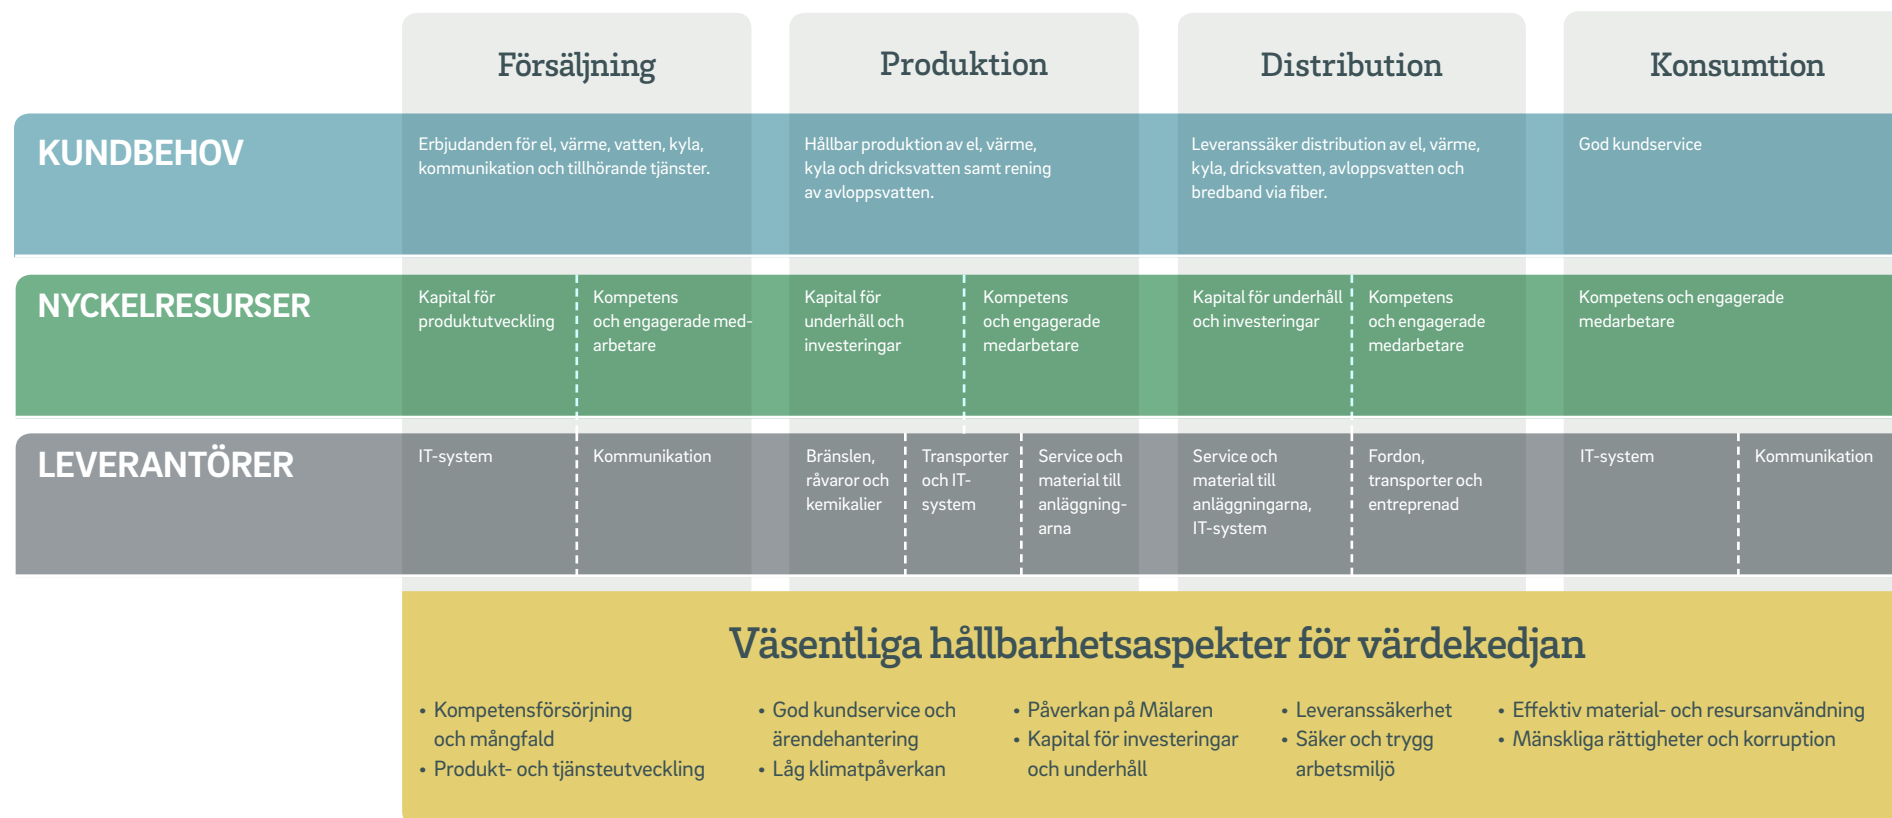 Försäljning
Produktion
Distribution
Konsumtion
KUNDBEHOV
Erbjudanden för el, värme, vatten, kyla,
kommunikation och tillhörande tjänster.
Hållbar produktion av el, värme,
kyla och dricksvatten samt rening
av avloppsvatten.
Leveranssäker distribution av el, värme,
kyla, dricksvatten, avloppsvatten och
bredband via fiber.
God kundservice
NYCKELRESURSER
Kapital för
produktutveckling
Kompetens
och engagerade med-
arbetare
Kapital för
underhåll och
investeringar
Kompetens
och engagerade
medarbetare
Kapital för underhåll
och investeringar
Kompetens
och engagerade
medarbetare
Kompetens och engagerade
medarbetare
LEVERANTÖRER
IT-system
Kommunikation
Bränslen,
råvaror och
kemikalier
Transporter
och IT-
system
Service och
material till
anläggning-
arna
Service och
material till
anläggningarna,
IT-system
Fordon,
transporter och
entreprenad
IT-system
Kommunikation
Väsentliga hållbarhetsaspekter för värdekedjan
• Kompetensförsörjning
och mångfald
• Produkt- och tjänsteutveckling
• God kundservice och
ärendehantering
• Låg klimatpåverkan
• Påverkan på Mälaren
• Kapital för investeringar
och underhåll
• Leveranssäkerhet
• Säker och trygg
arbetsmiljö
• Effektiv material- och resursanvändning
• Mänskliga rättigheter och korruption